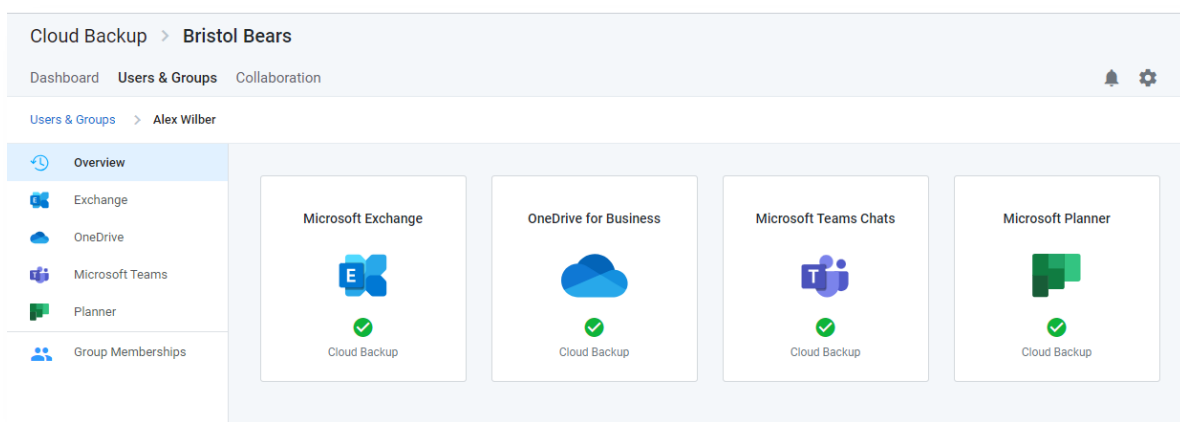 Cloud Backup > Bristol Bears
Dashboard Users & Groups Collaboration
Users & Groups > Alex Wilber
Overview
Exchange
OneDrive
Microsoft Teams
Planner
Group Memberships
Microsoft Exchange
E
Cloud Backup
OneDrive for Business
Cloud Backup
Microsoft Teams Chats
T
Cloud Backup
Microsoft Planner
Cloud Backup